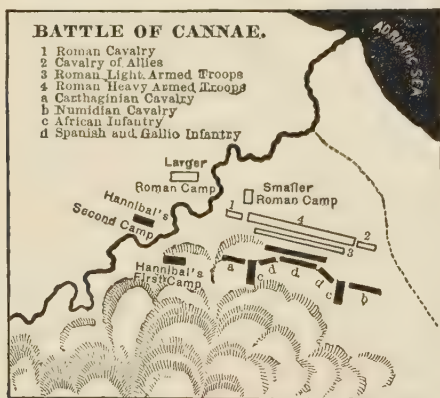 BATTLE OF CANNAE.
1 Roman Cavalry
2 Cavalry of Allies
3 Roman Light Armed Troops
4 Roman Heavy Armed Troops
a Carthaginian Cavalry
b Numidian Cavalry
c African Infantry
d Spanish and Gallic Infantry
ADRIATIC SEA
Larger
Roman Camp
Smaller
Roman Camp
Hannibal's
Second Camp
1
4
2
3
Hannibal's
First Camp
a
c
d
d
d
c
b